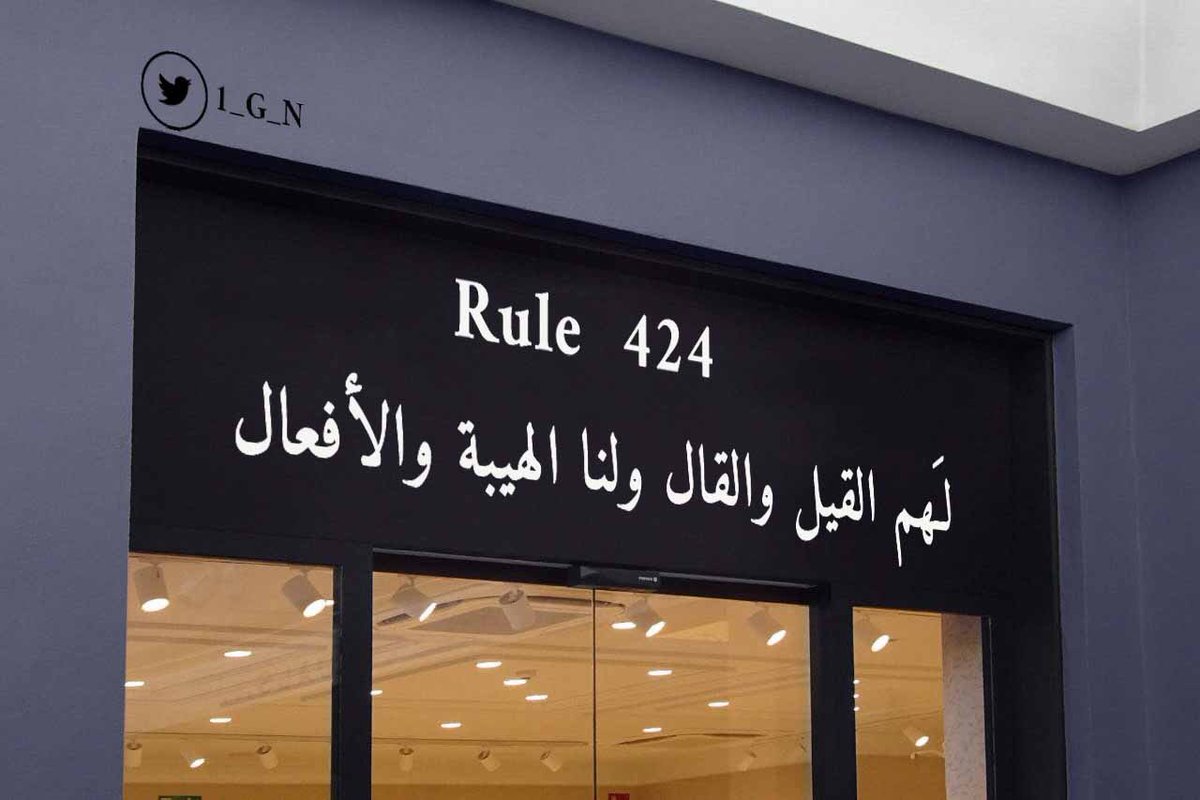 1_G_N
Rule 424
لَهم القيل والقال ولنا الهيبة والأفعال